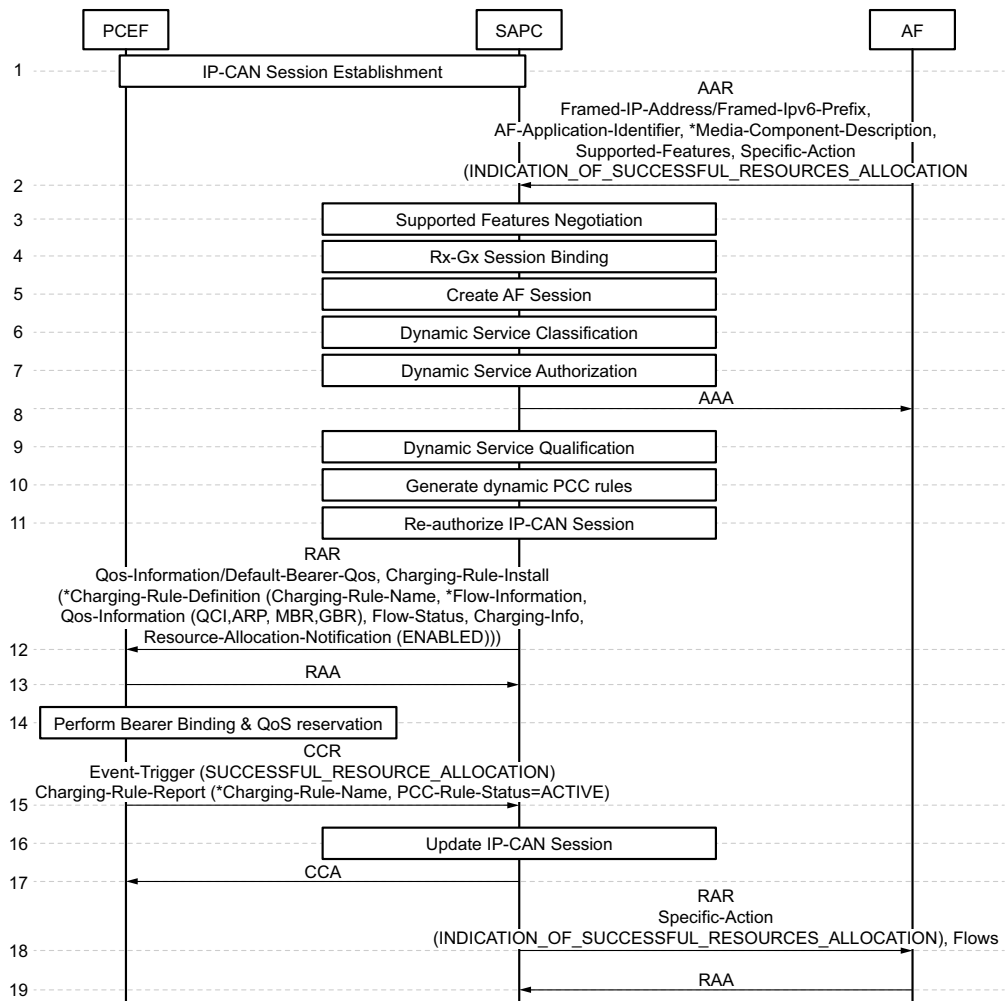 PCEF
SAPC
AF
1
IP-CAN Session Establishment
AAR
Framed-IP-Address/Framed-Ipv6-Prefix,
AF-Application-Identifier, *Media-Component-Description,
Supported-Features, Specific-Action
(INDICATION_OF_SUCCESSFUL_RESOURCES_ALLOCATION
2
3
Supported Features Negotiation
4
Rx-Gx Session Binding
5
Create AF Session
6
Dynamic Service Classification
7
Dynamic Service Authorization
AAA
8
9
Dynamic Service Qualification
10
Generate dynamic PCC rules
11
Re-authorize IP-CAN Session
RAR
Qos-Information/Default-Bearer-Qos, Charging-Rule-Install
(*Charging-Rule-Definition (Charging-Rule-Name, *Flow-Information,
Qos-Information (QCI,ARP, MBR,GBR), Flow-Status, Charging-Info,
Resource-Allocation-Notification (ENABLED)))
12
RAA
13
14
Perform Bearer Binding & QoS reservation
CCR
Event-Trigger (SUCCESSFUL_RESOURCE_ALLOCATION)
Charging-Rule-Report (*Charging-Rule-Name, PCC-Rule-Status=ACTIVE)
15
16
Update IP-CAN Session
CCA
17
RAR
Specific-Action
(INDICATION_OF_SUCCESSFUL_RESOURCES_ALLOCATION), Flows
18
RAA
19